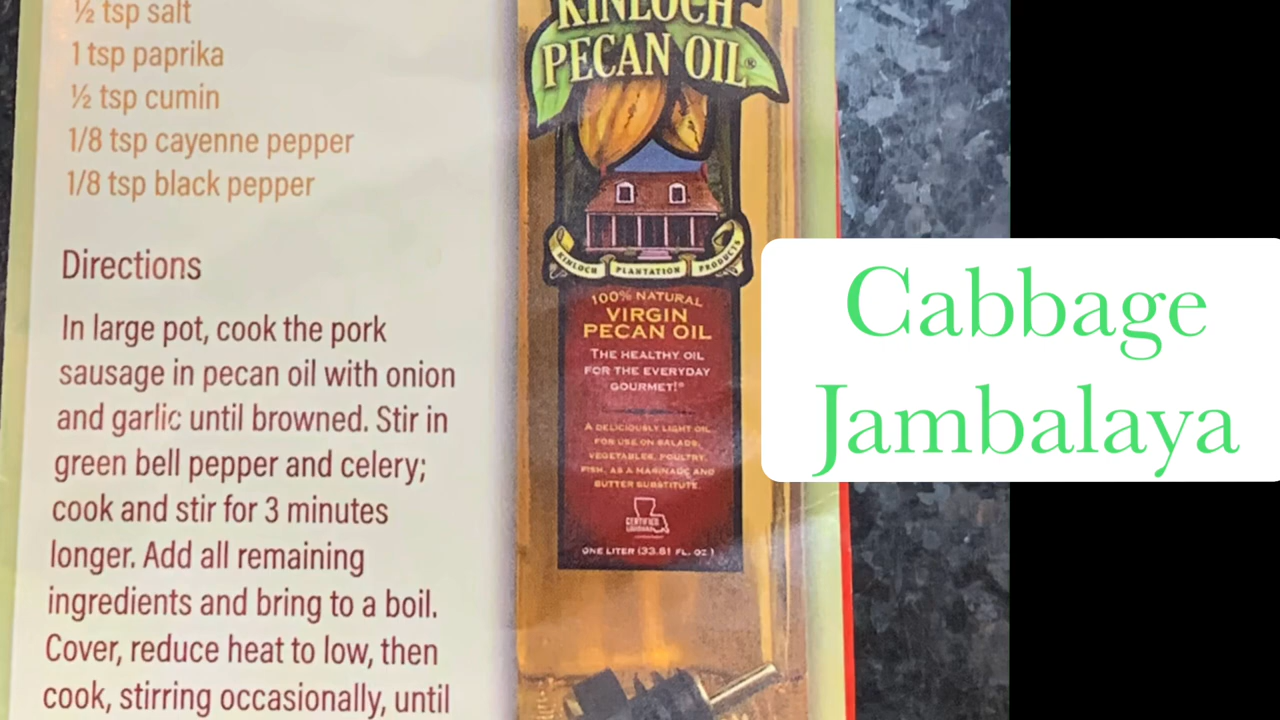 ½ tsp salt
1 tsp paprika
½ tsp cumin
1/8 tsp cayenne pepper
1/8 tsp black pepper
Directions
In large pot, cook the pork
sausage in pecan oil with onion
and garlic until browned. Stir in
green bell pepper and celery;
cook and stir for 3 minutes
longer. Add all remaining
ingredients and bring to a boil.
Cover, reduce heat to low, then
cook, stirring occasionally, until
KINLOCH
PECAN OIL®
KINLOCH PLANTATION PRODUCTS
100% NATURAL
VIRGIN
PECAN OIL
THE HEALTHY OIL
FOR THE EVERYDAY
GOURMET!®
A DELICIOUSLY LIGHT OIL
FOR USE ON SALADS,
VEGETABLES, POULTRY,
FISH, AS A MARINADE AND
BUTTER SUBSTITUTE.
CERTIFIED
LOUISIANA
ONE LITER (33.81 FL. OZ.)
Cabbage
Jambalaya